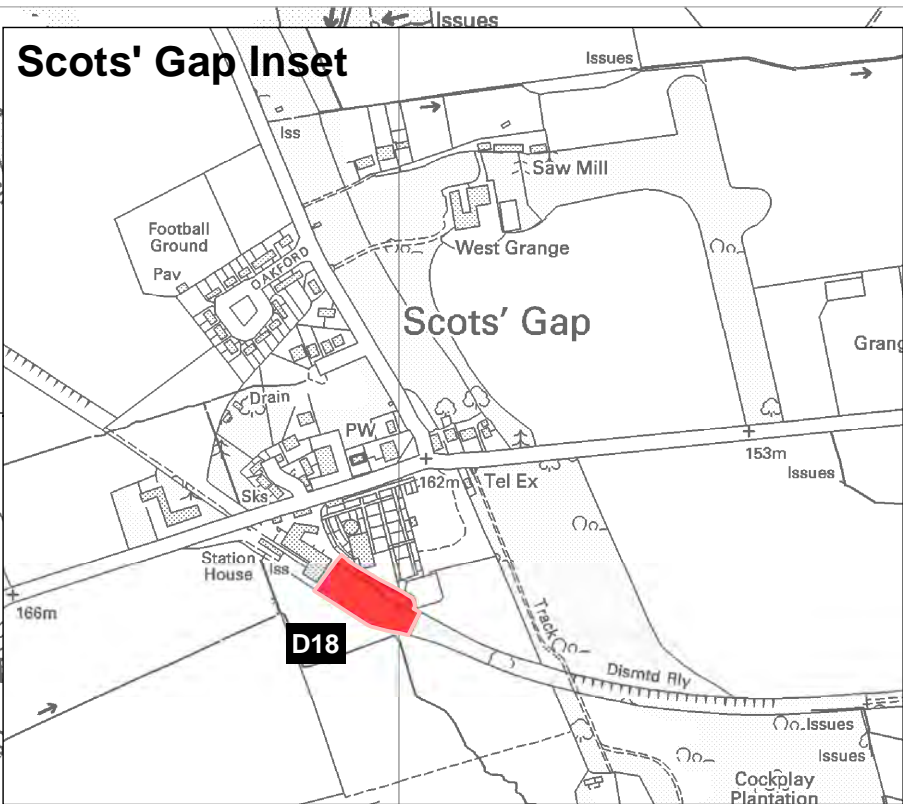 Issues
Scots' Gap Inset
Issues
Iss
Saw Mill
Football
Ground
Pav
OAKFORD
West Grange
Scots' Gap
Grang
Drain
PW
153m
162m
Tel Ex
Issues
Sks
Station
House
Iss
166m
Track
D18
Dismtd Rly
Issues
Issues
Cockplay
Plantation